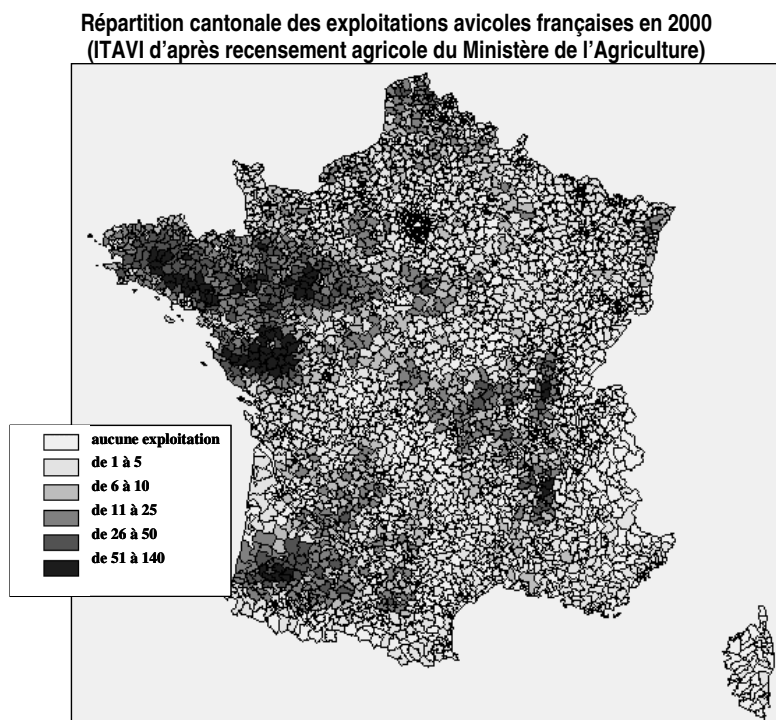 Répartition cantonale des exploitations avicoles françaises en 2000
(ITAVI d'après recensement agricole du Ministère de l'Agriculture)
aucune exploitation
de 1 à 5
de 6 à 10
de 11 à 25
de 26 à 50
de 51 à 140